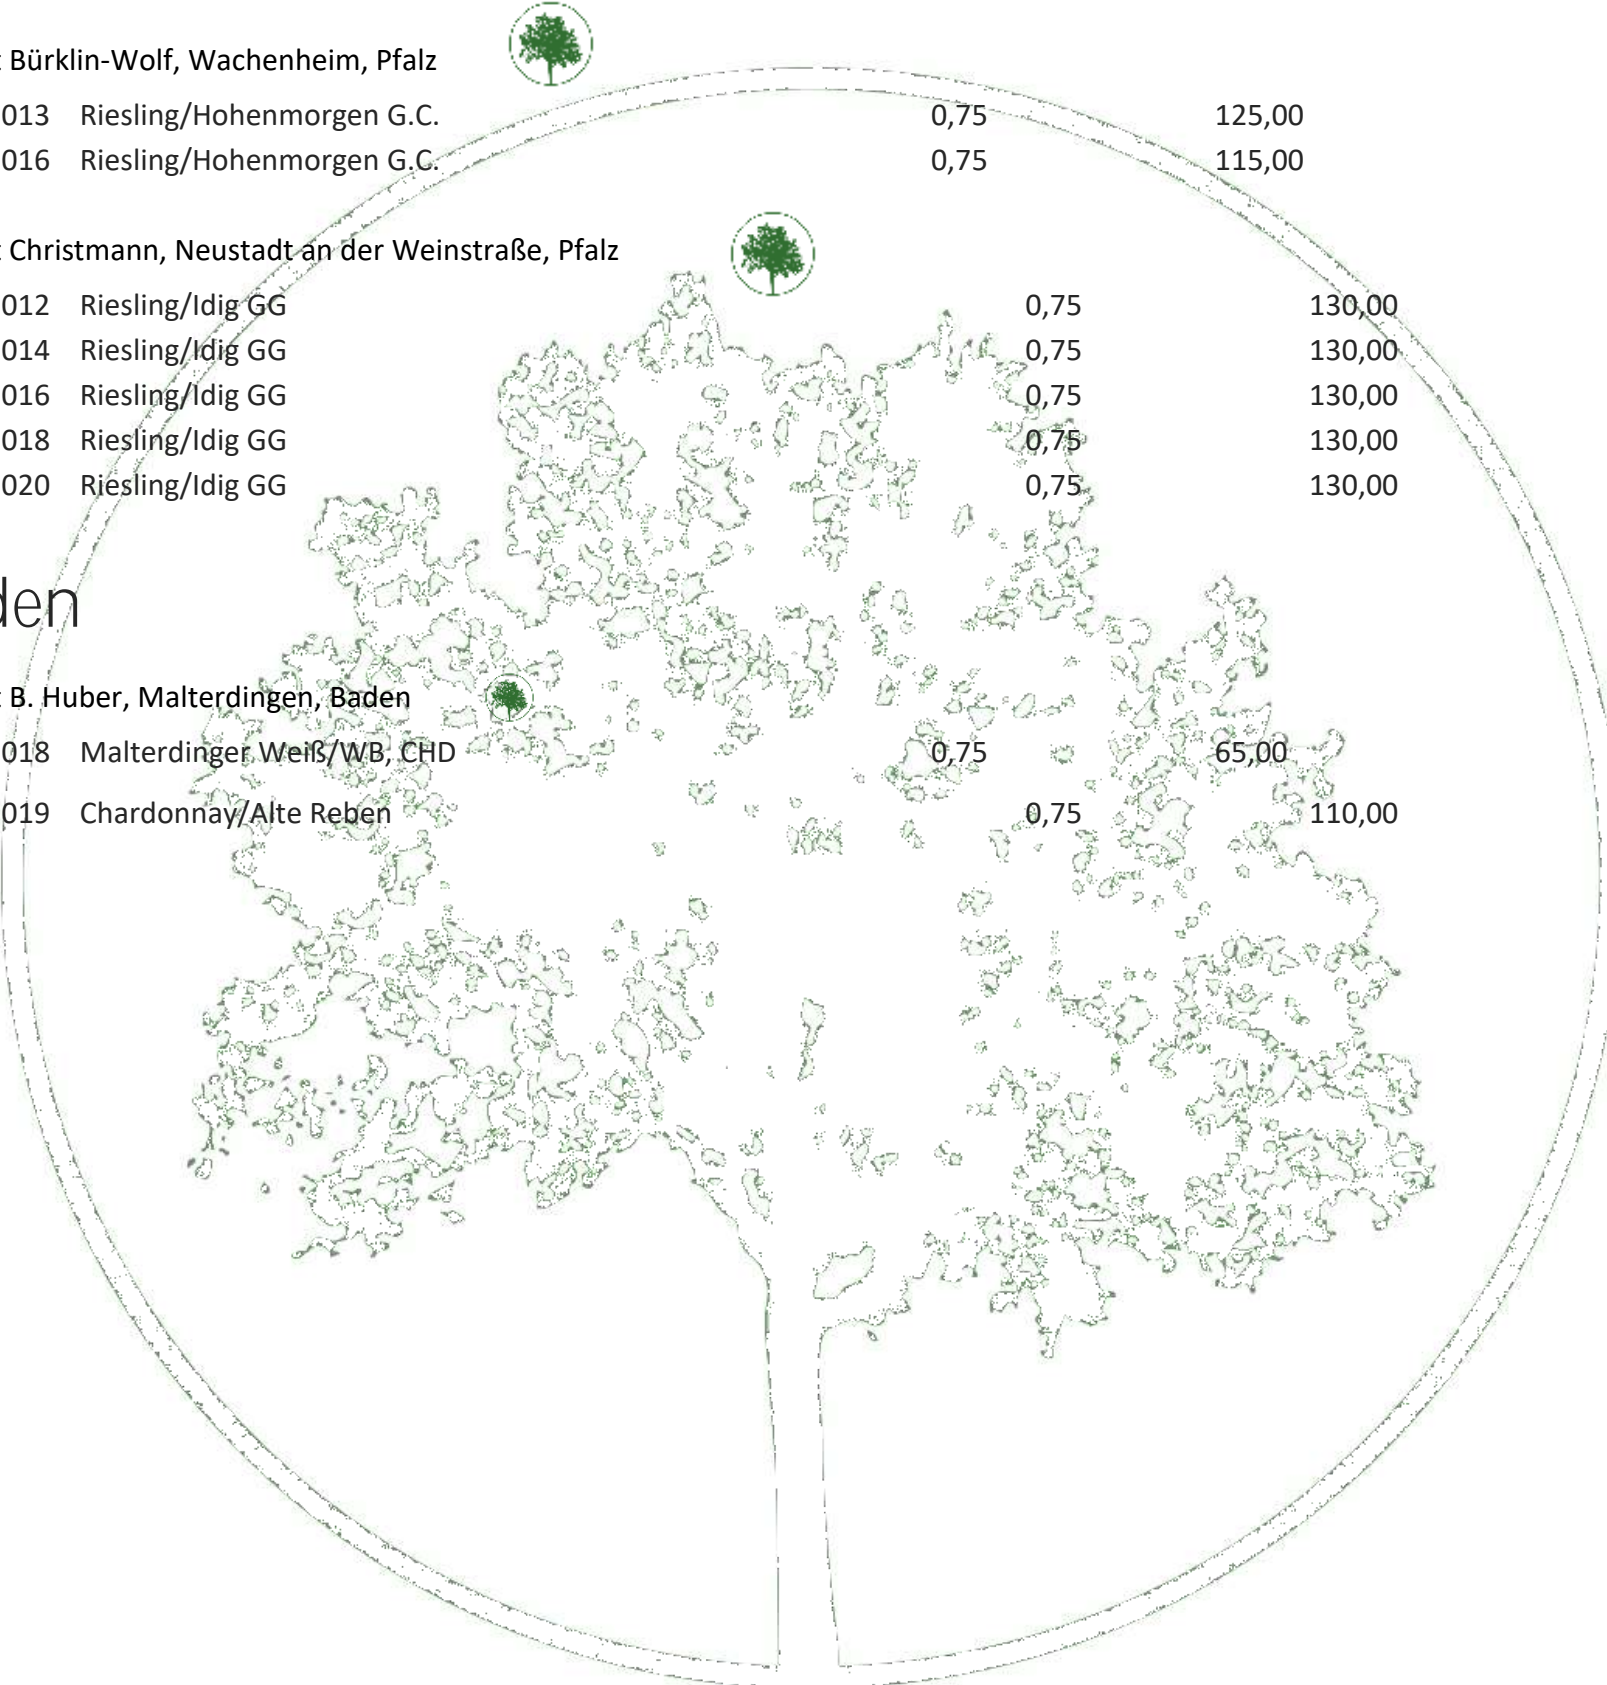 t Bürklin-Wolf, Wachenheim, Pfalz
013 Riesling/Hohenmorgen G.C. 0,75 125,00
016 Riesling/Hohenmorgen G.C. 0,75 115,00
t Christmann, Neustadt an der Weinstraße, Pfalz
012 Riesling/Idig GG 0,75 130,00
014 Riesling/Idig GG 0,75 130,00
016 Riesling/Idig GG 0,75 130,00
018 Riesling/Idig GG 0,75 130,00
020 Riesling/Idig GG 0,75 130,00
den
t B. Huber, Malterdingen, Baden
018 Malterdinger Weiß/WB, CHD 0,75 65,00
019 Chardonnay/Alte Reben 0,75 110,00